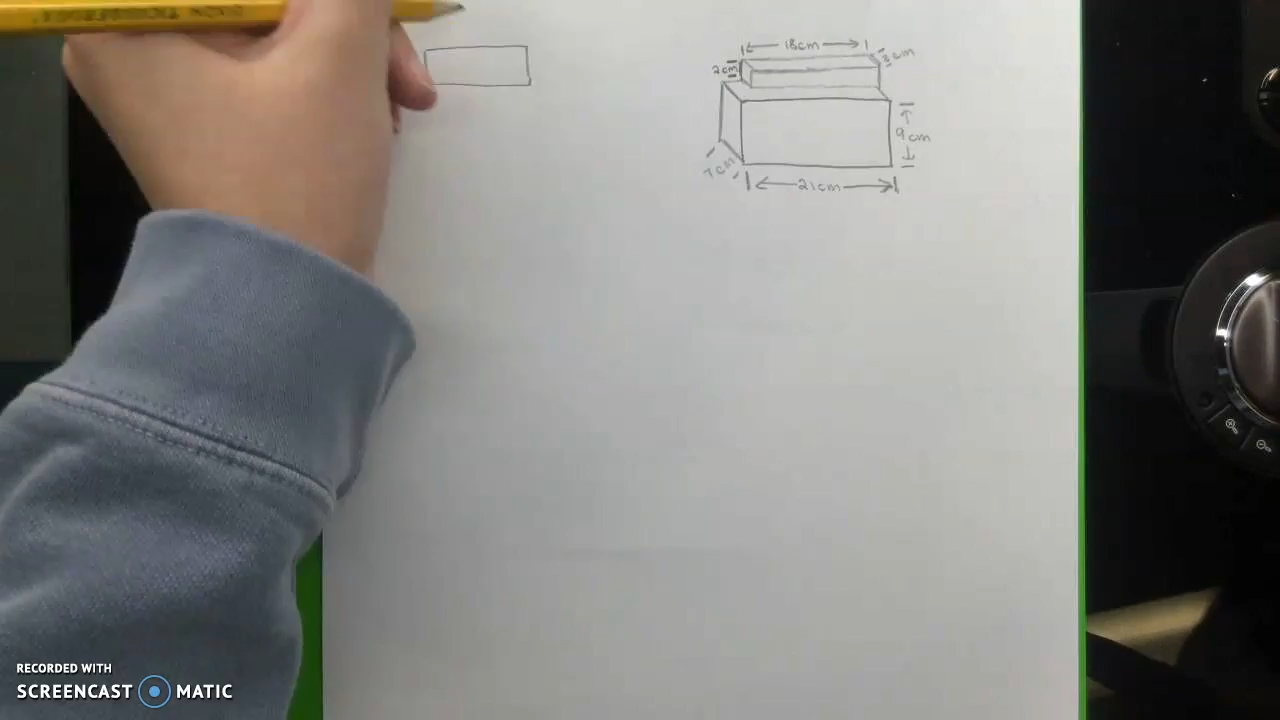 18cm
3cm
2cm
9cm
7cm
21cm
RECORDED WITH
SCREENCAST MATIC